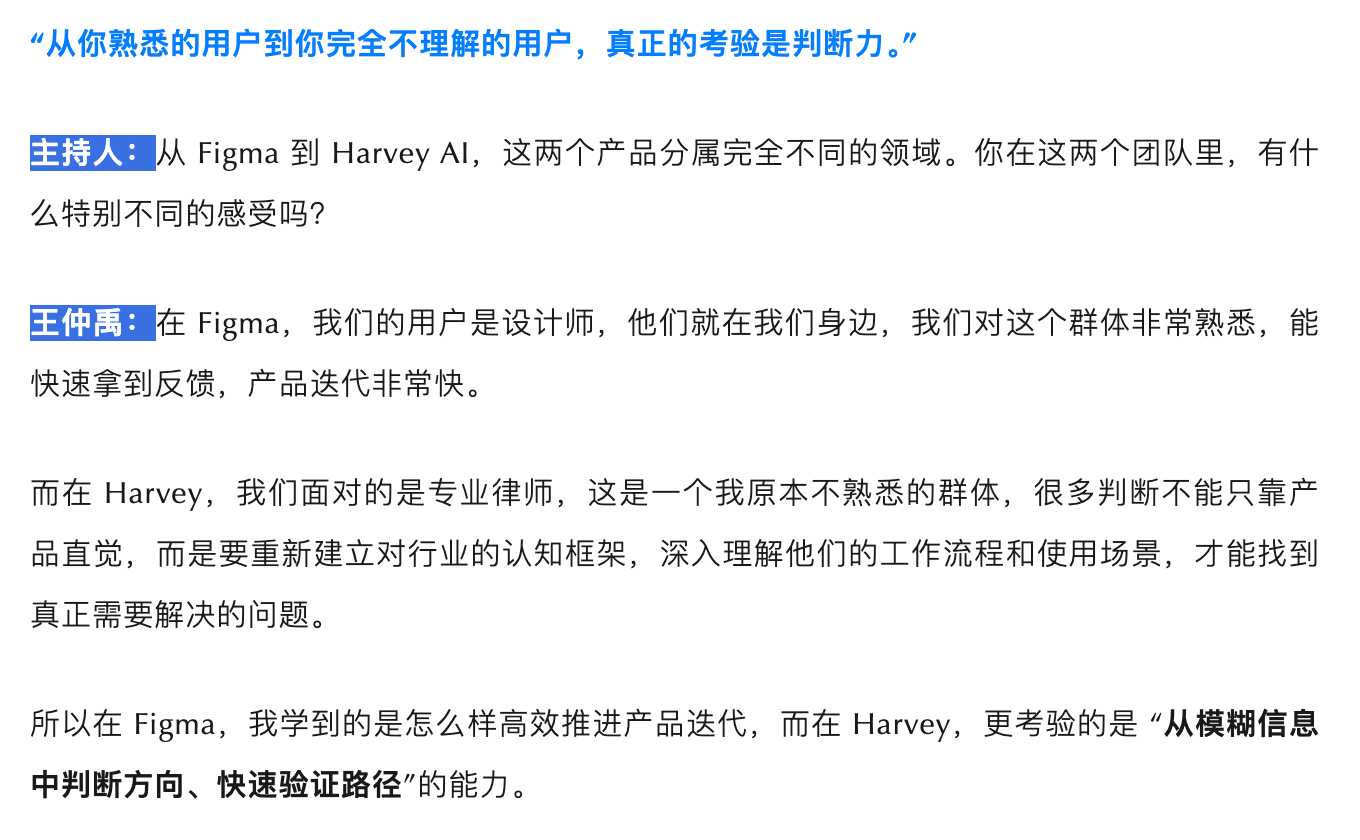 “从你熟悉的用户到你完全不理解的用户，真正的考验是判断力。”
主持人：从 Figma 到 Harvey AI，这两个产品分属完全不同的领域。你在这两个团队里，有什
么特别不同的感受吗？
王仲禹：在 Figma，我们的用户是设计师，他们就在我们身边，我们对这个群体非常熟悉，能
快速拿到反馈，产品迭代非常快。
而在 Harvey，我们面对的是专业律师，这是一个我原本不熟悉的群体，很多判断不能只靠产
品直觉，而是要重新建立对行业的认知框架，深入理解他们的工作流程和使用场景，才能找到
真正需要解决的问题。
所以在 Figma，我学到的是怎么样高效推进产品迭代，而在 Harvey，更考验的是 “从模糊信息
中判断方向、快速验证路径”的能力。